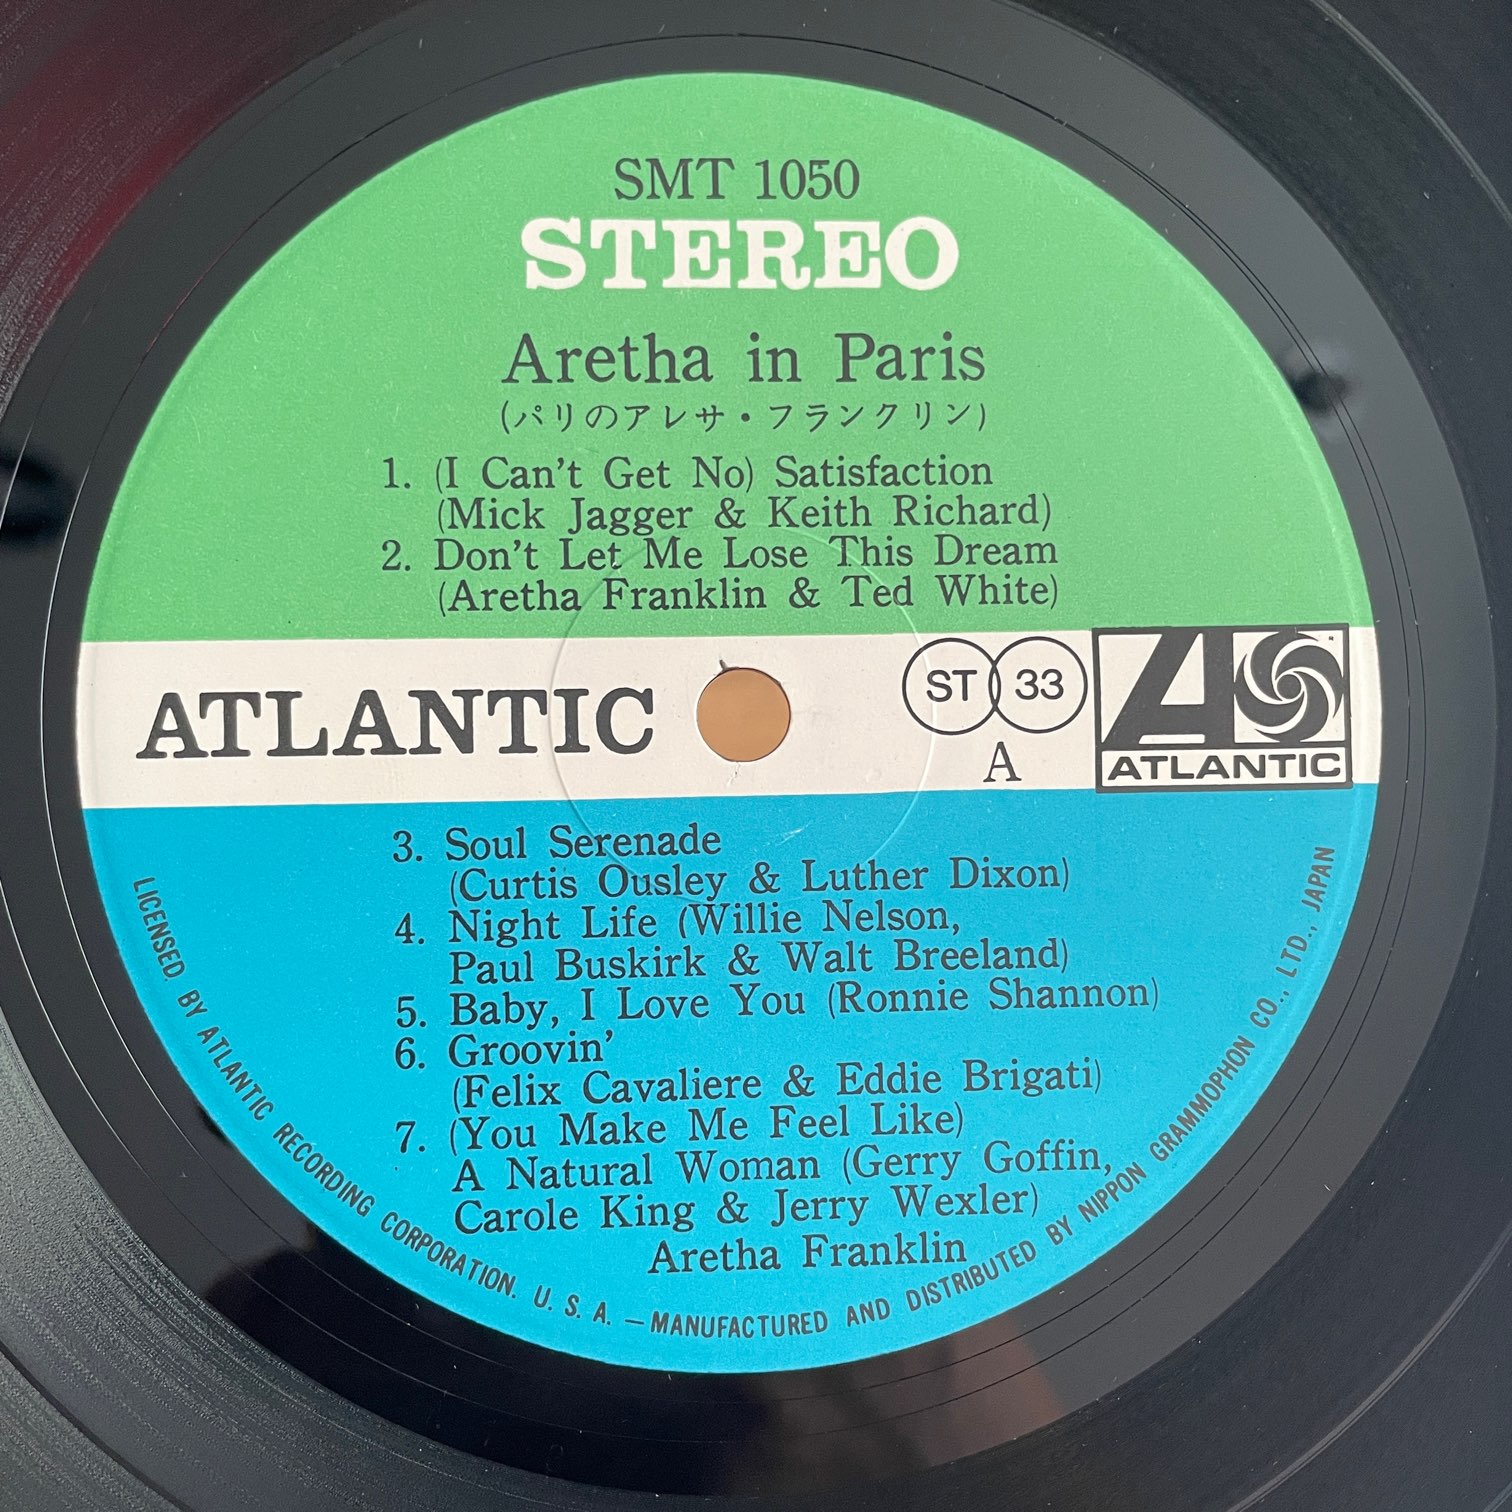 SMT 1050
STEREO
Aretha in Paris
(パリのアレサ・フランクリン)
1. (I Can't Get No) Satisfaction
(Mick Jagger & Keith Richard)
2. Don't Let Me Lose This Dream
(Aretha Franklin & Ted White)
ATLANTIC
ST 33
A
ATLANTIC
3. Soul Serenade
(Curtis Ousley & Luther Dixon)
4. Night Life (Willie Nelson,
Paul Buskirk & Walt Breeland)
5. Baby, I Love You (Ronnie Shannon)
6. Groovin'
(Felix Cavaliere & Eddie Brigati)
7. (You Make Me Feel Like)
A Natural Woman (Gerry Goffin,
Carole King & Jerry Wexler)
Aretha Franklin
LICENSED BY ATLANTIC RECORDING CORPORATION. U. S. A. — MANUFACTURED AND DISTRIBUTED BY NIPPON GRAMMOPHON CO., LTD., JAPAN